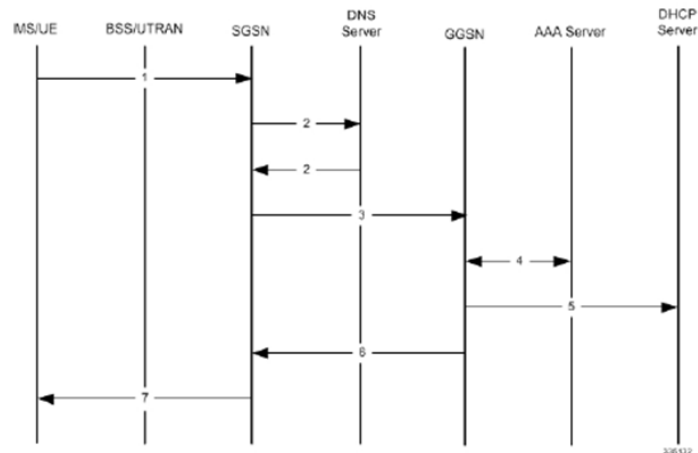 MS/UE
BSS/UTRAN
SGSN
DNS
Server
GGSN
AAA Server
DHCP
Server
1
2
2
3
4
5
6
7